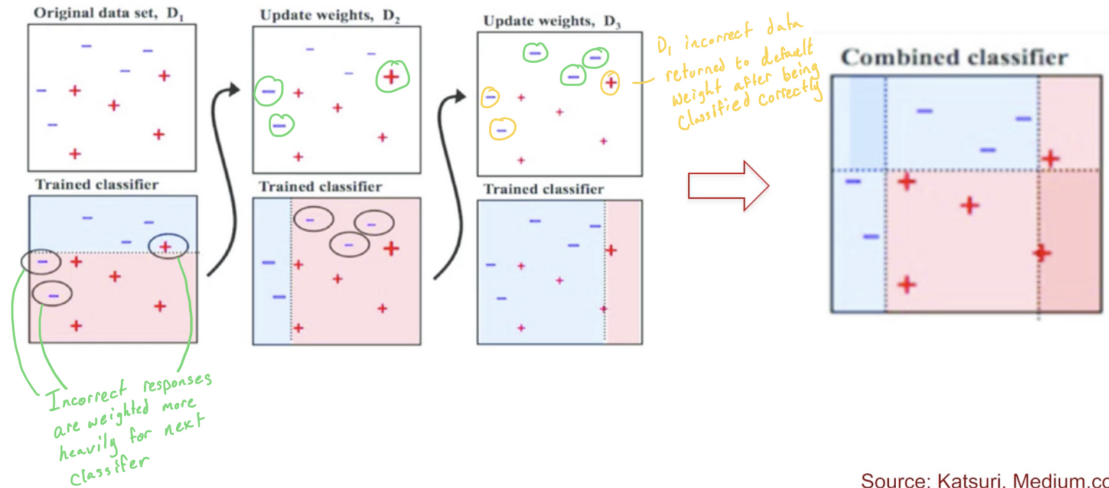 Original data set, D₁
Update weights, D₂
Update weights, D₃
D₁ incorrect data
returned to default
weight after being
classified correctly
Combined classifier
Trained classifier
Trained classifier
Trained classifier
Incorrect responses
are weighted more
heavily for next
classifer
Source: Katsuri, Medium.co